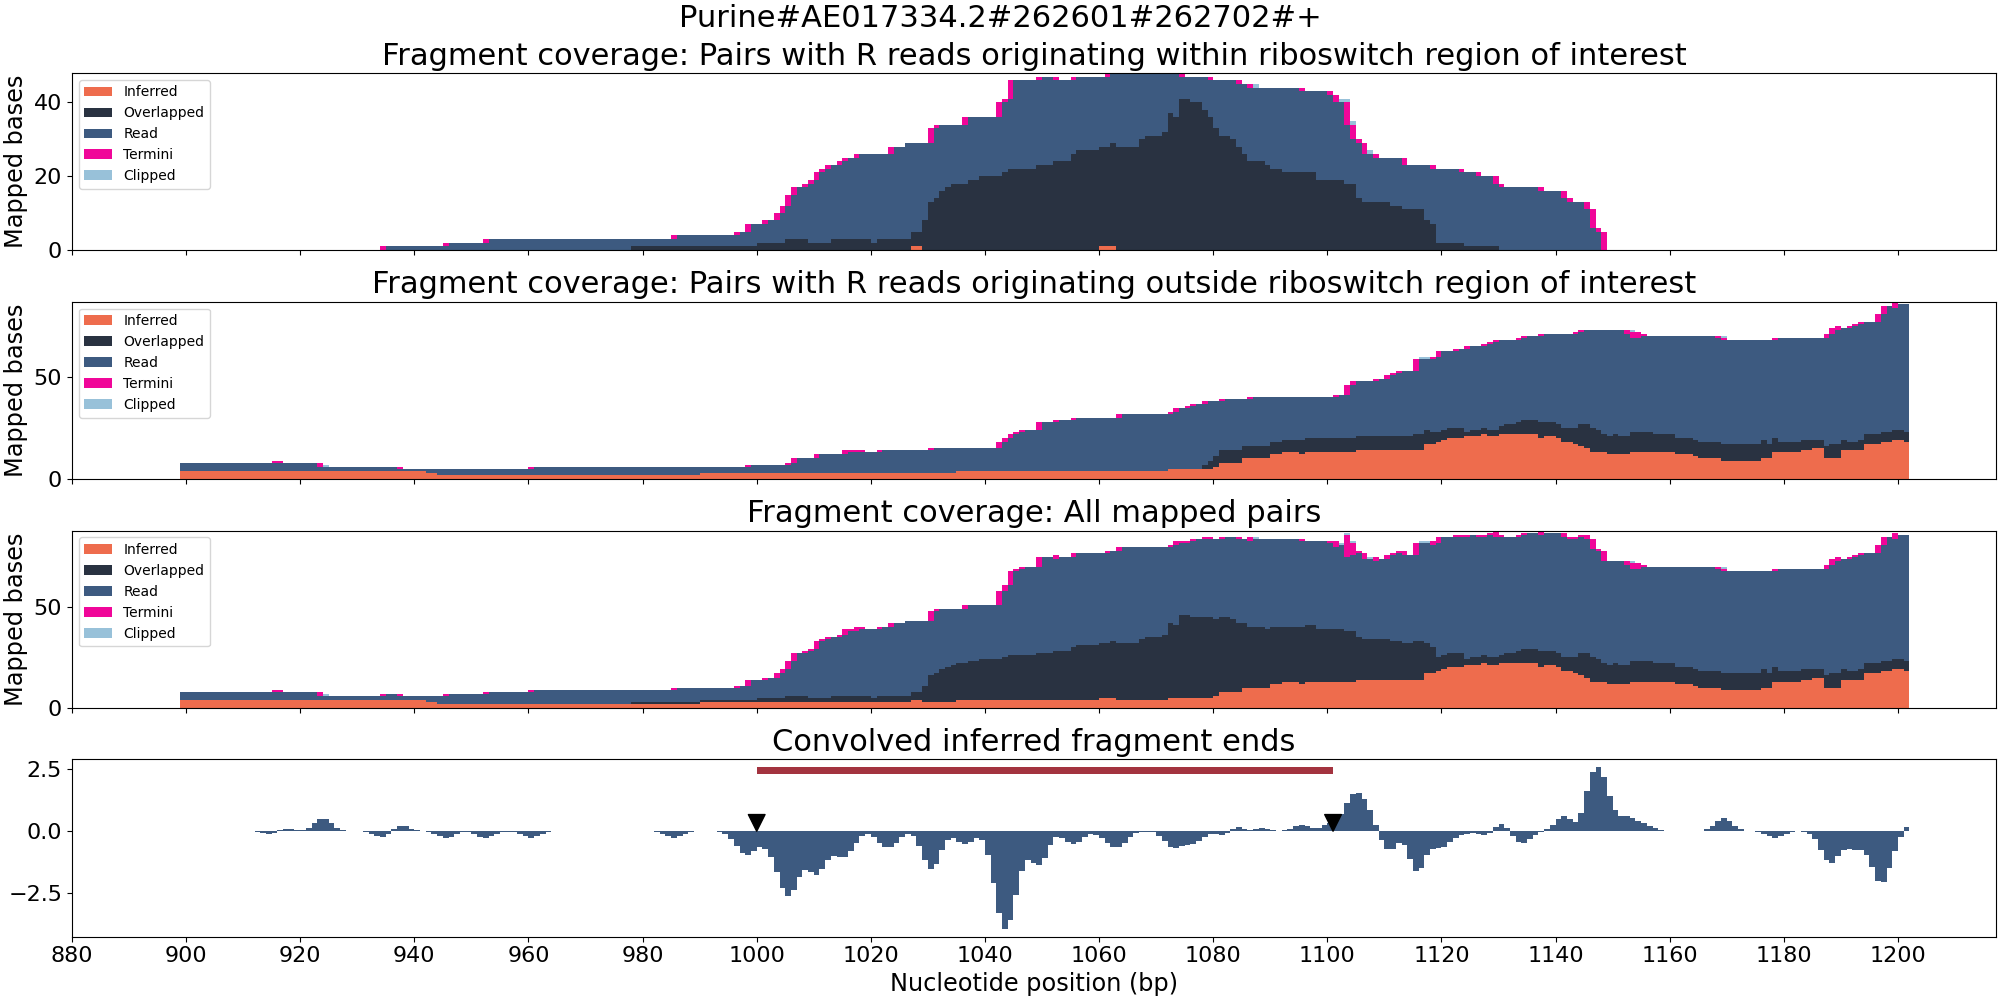 Purine#AE017334.2#262601#262702#+
Fragment coverage: Pairs with R reads originating within riboswitch region of interest
Mapped bases
40
20
0
Inferred
Overlapped
Read
Termini
Clipped
Fragment coverage: Pairs with R reads originating outside riboswitch region of interest
Mapped bases
50
0
Inferred
Overlapped
Read
Termini
Clipped
Fragment coverage: All mapped pairs
Mapped bases
50
0
Inferred
Overlapped
Read
Termini
Clipped
Convolved inferred fragment ends
2.5
0.0
−2.5
880 900 920 940 960 980 1000 1020 1040 1060 1080 1100 1120 1140 1160 1180 1200
Nucleotide position (bp)